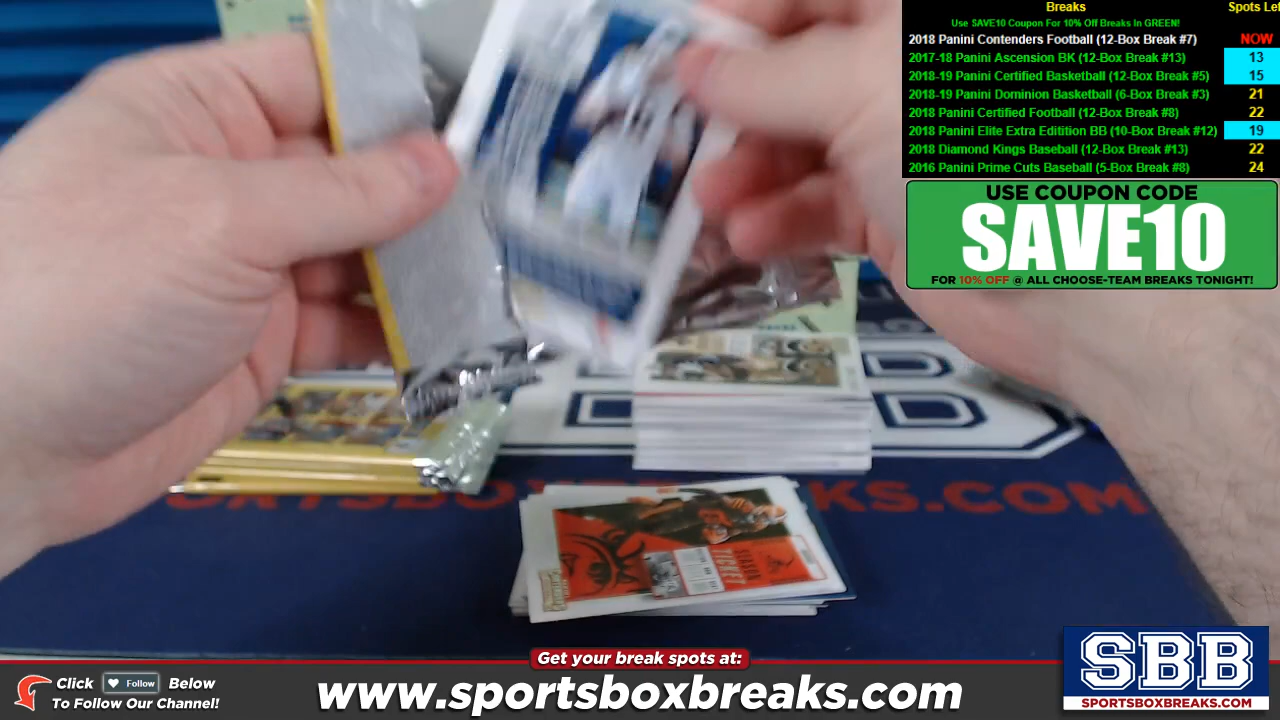 Breaks Spots Lef
Use SAVE10 Coupon For 10% Off Breaks In GREEN!
2018 Panini Contenders Football (12-Box Break #7) NOW
2017-18 Panini Ascension BK (12-Box Break #13) 13
2018-19 Panini Certified Basketball (12-Box Break #5) 15
2018-19 Panini Dominion Basketball (6-Box Break #3) 21
2018 Panini Certified Football (12-Box Break #8) 22
2018 Panini Elite Extra Edition BB (10-Box Break #12) 19
2018 Diamond Kings Baseball (12-Box Break #13) 22
2016 Panini Prime Cuts Baseball (5-Box Break #8) 24
USE COUPON CODE
SAVE10
FOR 10% OFF @ ALL CHOOSE-TEAM BREAKS TONIGHT!
SPORTSBOXBREAKS.COM
SEASON
TICKET
Get your break spots at:
Click Follow Below
To Follow Our Channel!
www.sportsboxbreaks.com
SBB
SPORTSBOXBREAKS.COM